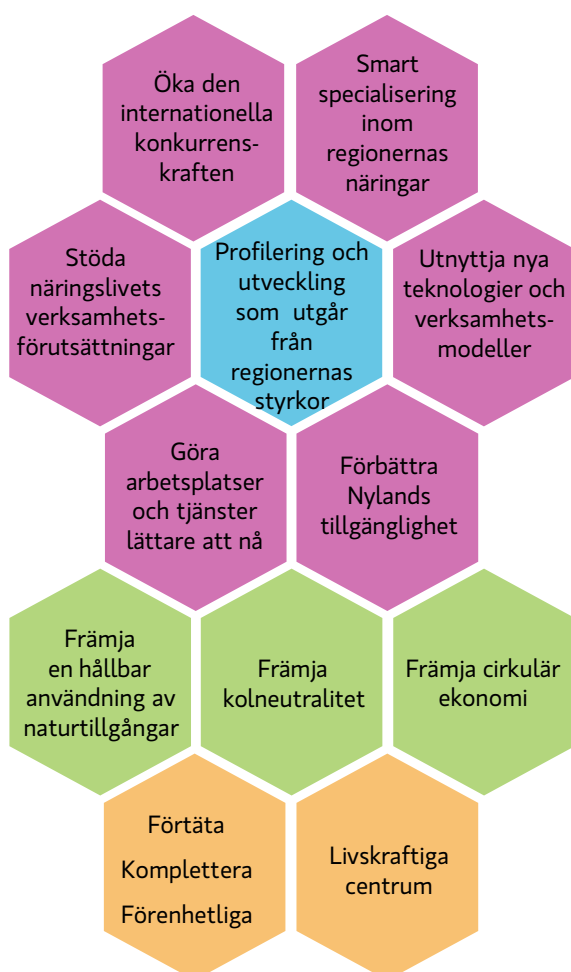 Öka den
internationella
konkurrens-
kraften
Smart
specialisering
inom
regionernas
näringar
Stöda
näringslivets
verksamhets-
förutsättningar
Profilering och
utveckling
som utgår
från
regionernas
styrkor
Utnyttja nya
teknologier och
verksamhets-
modeller
Göra
arbetsplatser
och tjänster
lättare att nå
Förbättra
Nylands
tillgänglighet
Främja
en hållbar
användning av
naturtillgångar
Främja
kolneutralitet
Främja cirkulär
ekonomi
Förtäta
Komplettera
Förenhetliga
Livskraftiga
centrum